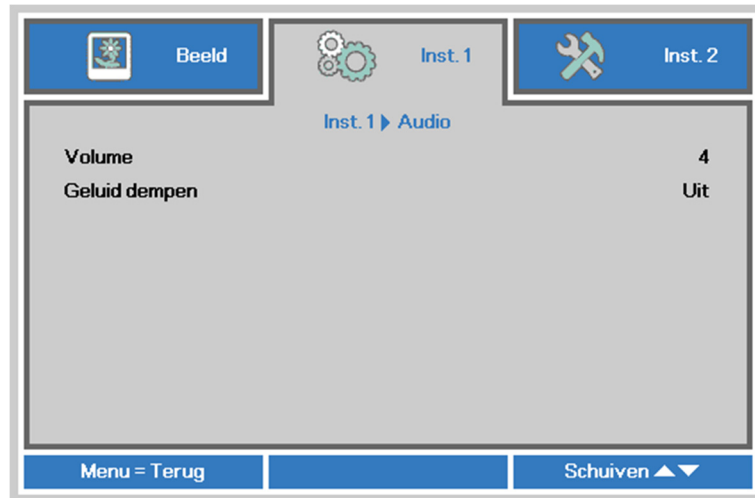 Beeld Inst. 1 Inst. 2
Inst. 1 ▶ Audio
Volume 4
Geluid dempen Uit
Menu = Terug Schuiven ▲▼